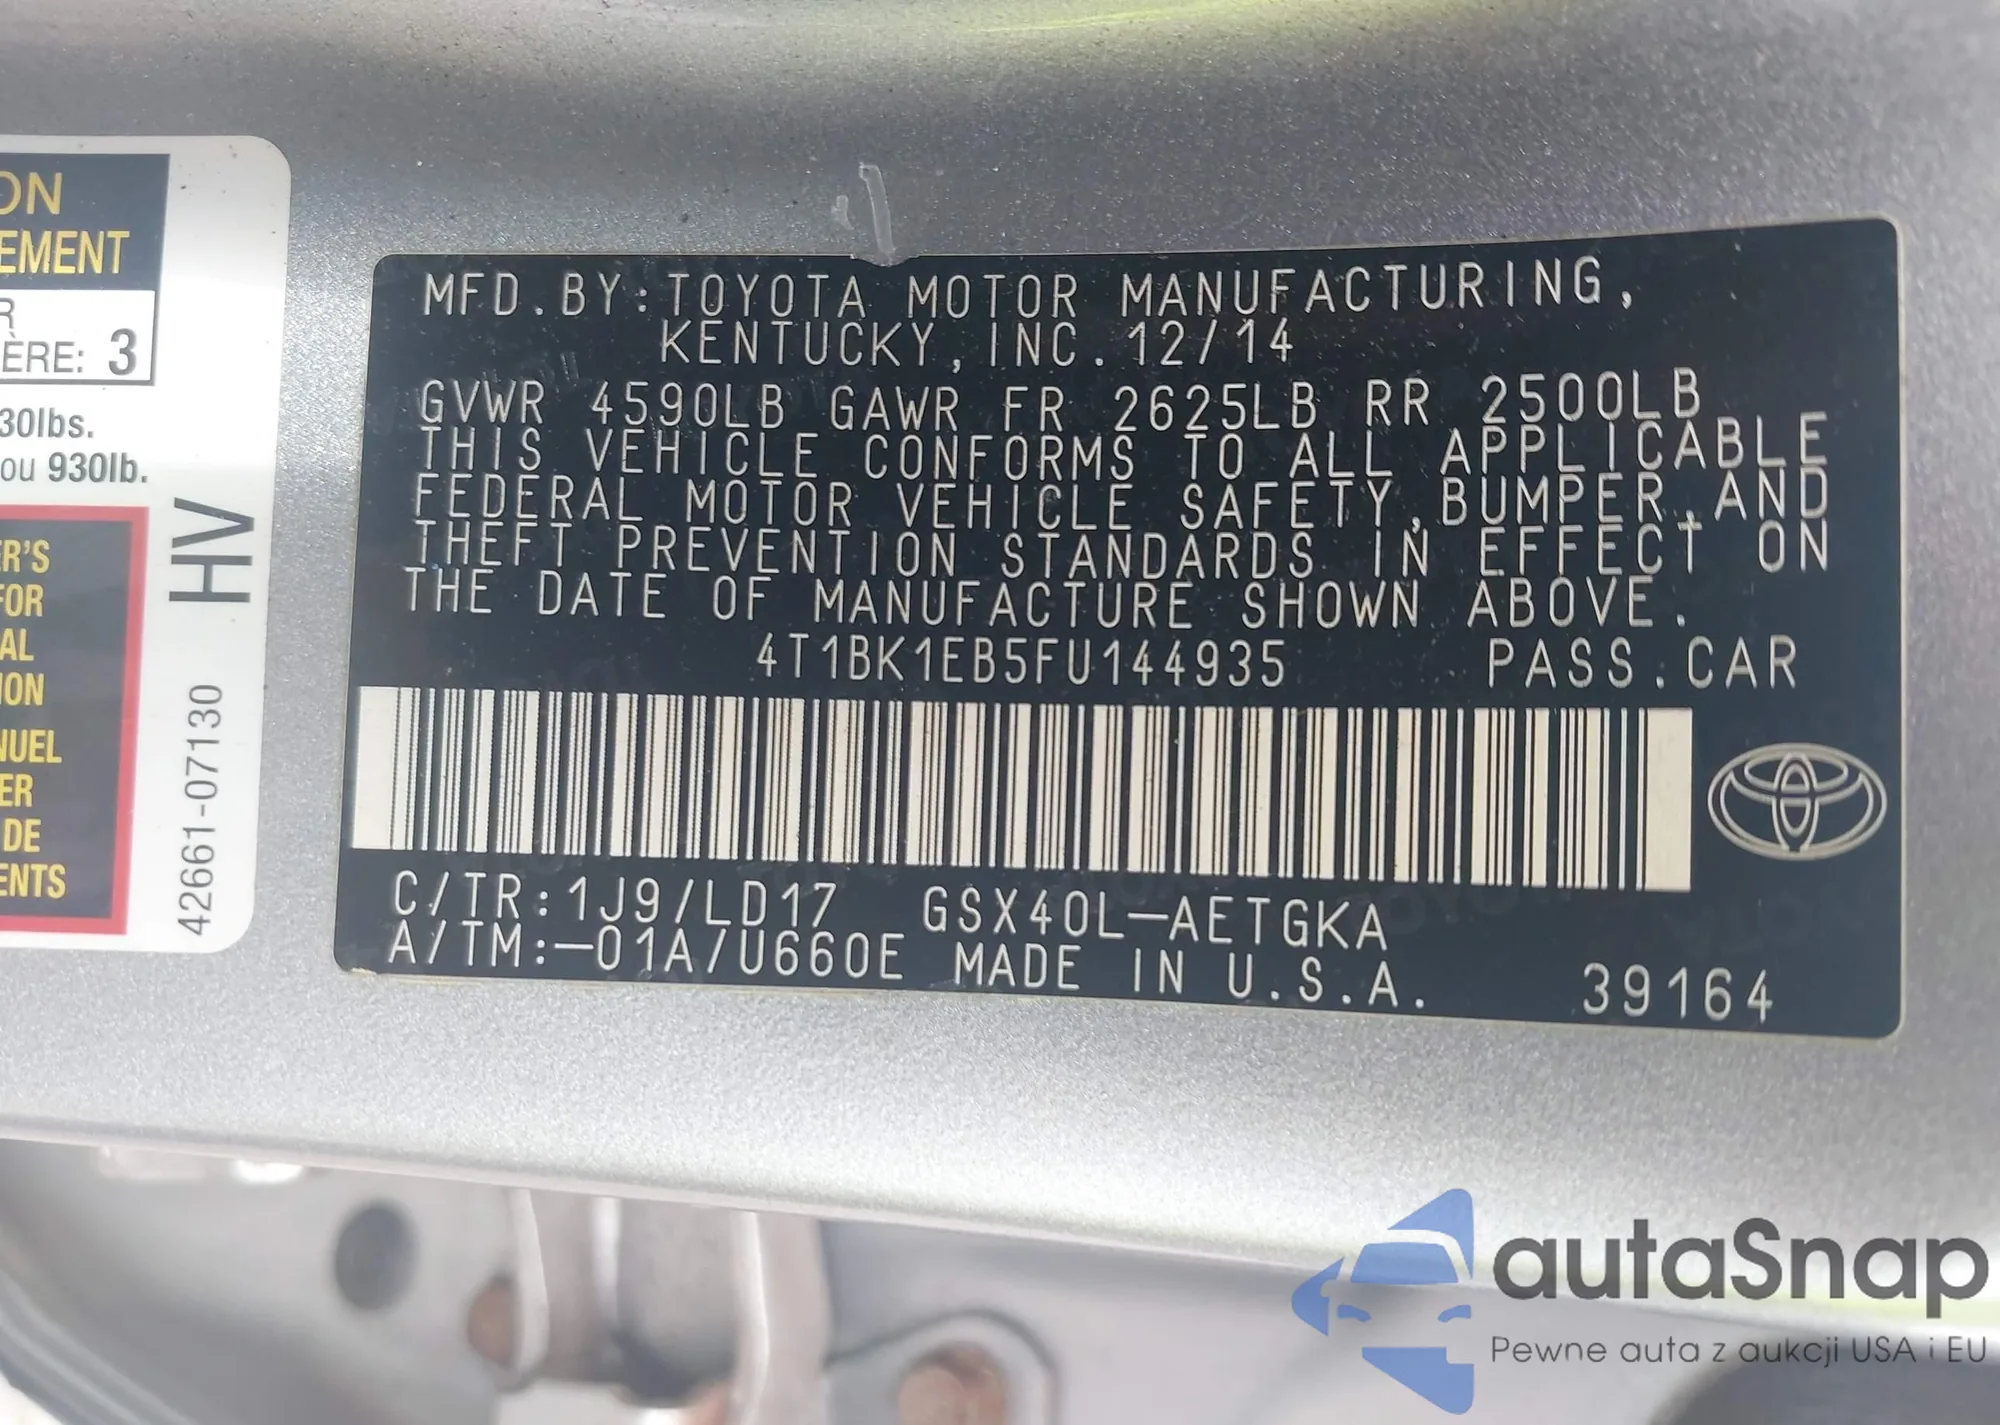 ON
EMENT
R
ÈRE: 3
30lbs.
ou 930lb.
ER'S
FOR
AL
ION
NUEL
ER
DE
ENTS
HV
42661-07130
MFD.BY:TOYOTA MOTOR MANUFACTURING,
KENTUCKY,INC.12/14
GVWR 4590LB GAWR FR 2625LB RR 2500LB
THIS VEHICLE CONFORMS TO ALL APPLICABLE
FEDERAL MOTOR VEHICLE SAFETY,BUMPER,AND
THEFT PREVENTION STANDARDS IN EFFECT ON
THE DATE OF MANUFACTURE SHOWN ABOVE.
4T1BK1EB5FU144935 PASS.CAR
C/TR:1J9/LD17 GSX40L-AETGKA
A/TM:-01A/U660E MADE IN U.S.A. 39164
autaSnap
Pewne auta z aukcji USA i EU